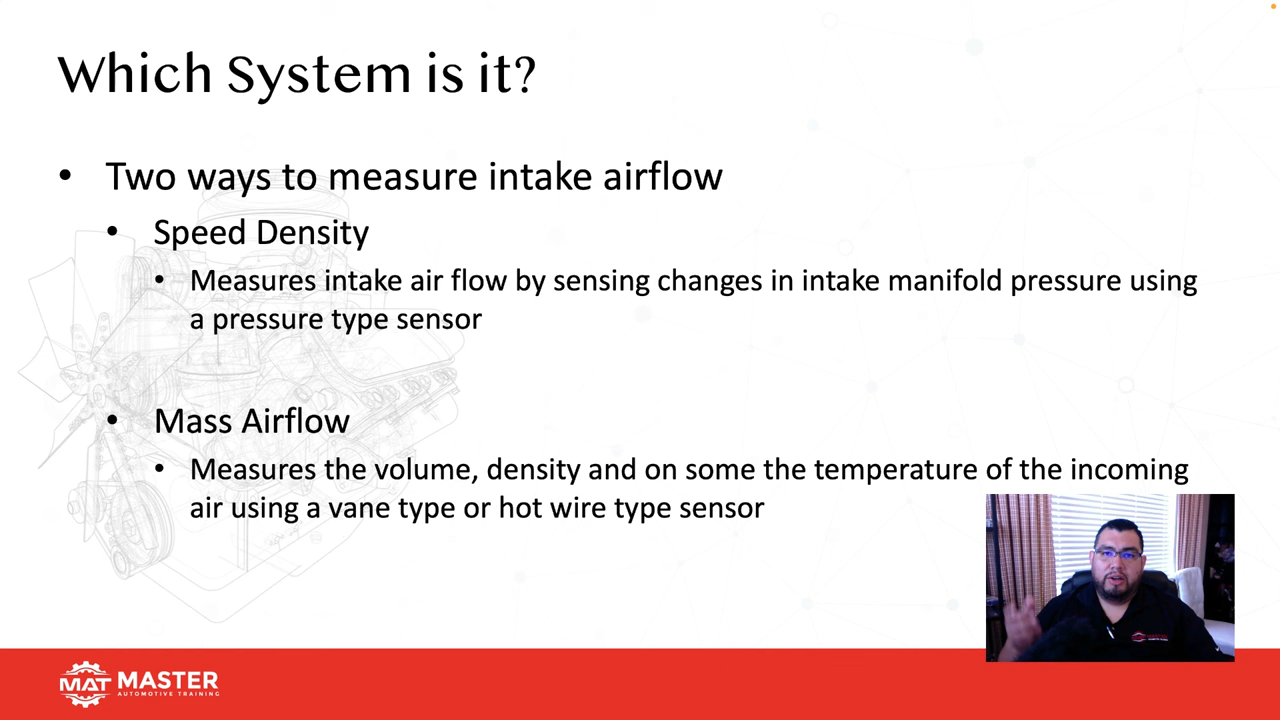 Which System is it?
• Two ways to measure intake airflow
• Speed Density
• Measures intake air flow by sensing changes in intake manifold pressure using
a pressure type sensor
• Mass Airflow
• Measures the volume, density and on some the temperature of the incoming
air using a vane type or hot wire type sensor
MAT MASTER
AUTOMOTIVE TRAINING